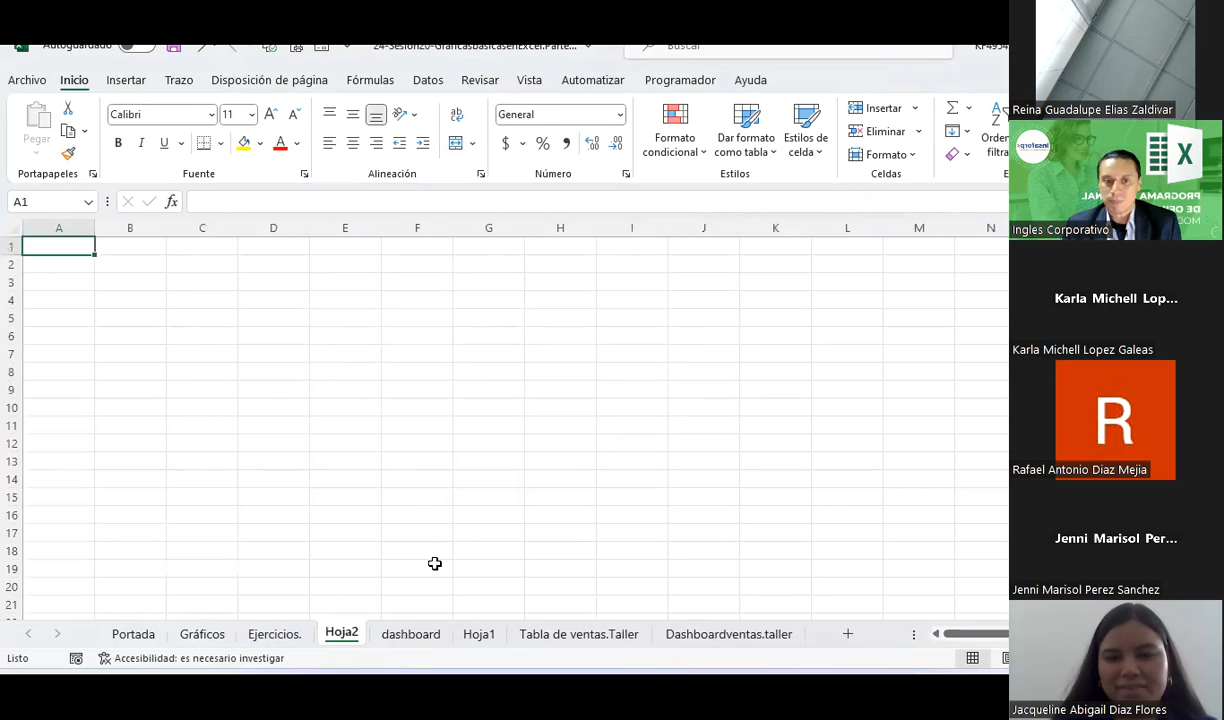 Autoguardado
24-Sesion20-GraficasbasicasenExcel.Parte...
Buscar
Archivo Inicio Insertar Trazo Disposición de página Fórmulas Datos Revisar Vista Automatizar Programador Ayuda
Pegar
Calibri 11
N K S
General
$ %
Formato condicional
Dar formato como tabla
Estilos de celda
Insertar
Eliminar
Formato
Portapapeles Fuente Alineación Número Estilos Celdas
A1 fx
A B C D E F G H I J K L M N
1
2
3
4
5
6
7
8
9
10
11
12
13
14
15
16
17
18
19
20
21
Portada Gráficos Ejercicios. Hoja2 dashboard Hoja1 Tabla de ventas.Taller Dashboardventas.taller
Listo Accesibilidad: es necesario investigar
Reina Guadalupe Elias Zaldivar
X
PROGRAMA
Ingles Corporativo
Karla Michell Lop...
Karla Michell Lopez Galeas
R
Rafael Antonio Diaz Mejia
Jenni Marisol Per...
Jenni Marisol Perez Sanchez
Jacqueline Abigail Diaz Flores